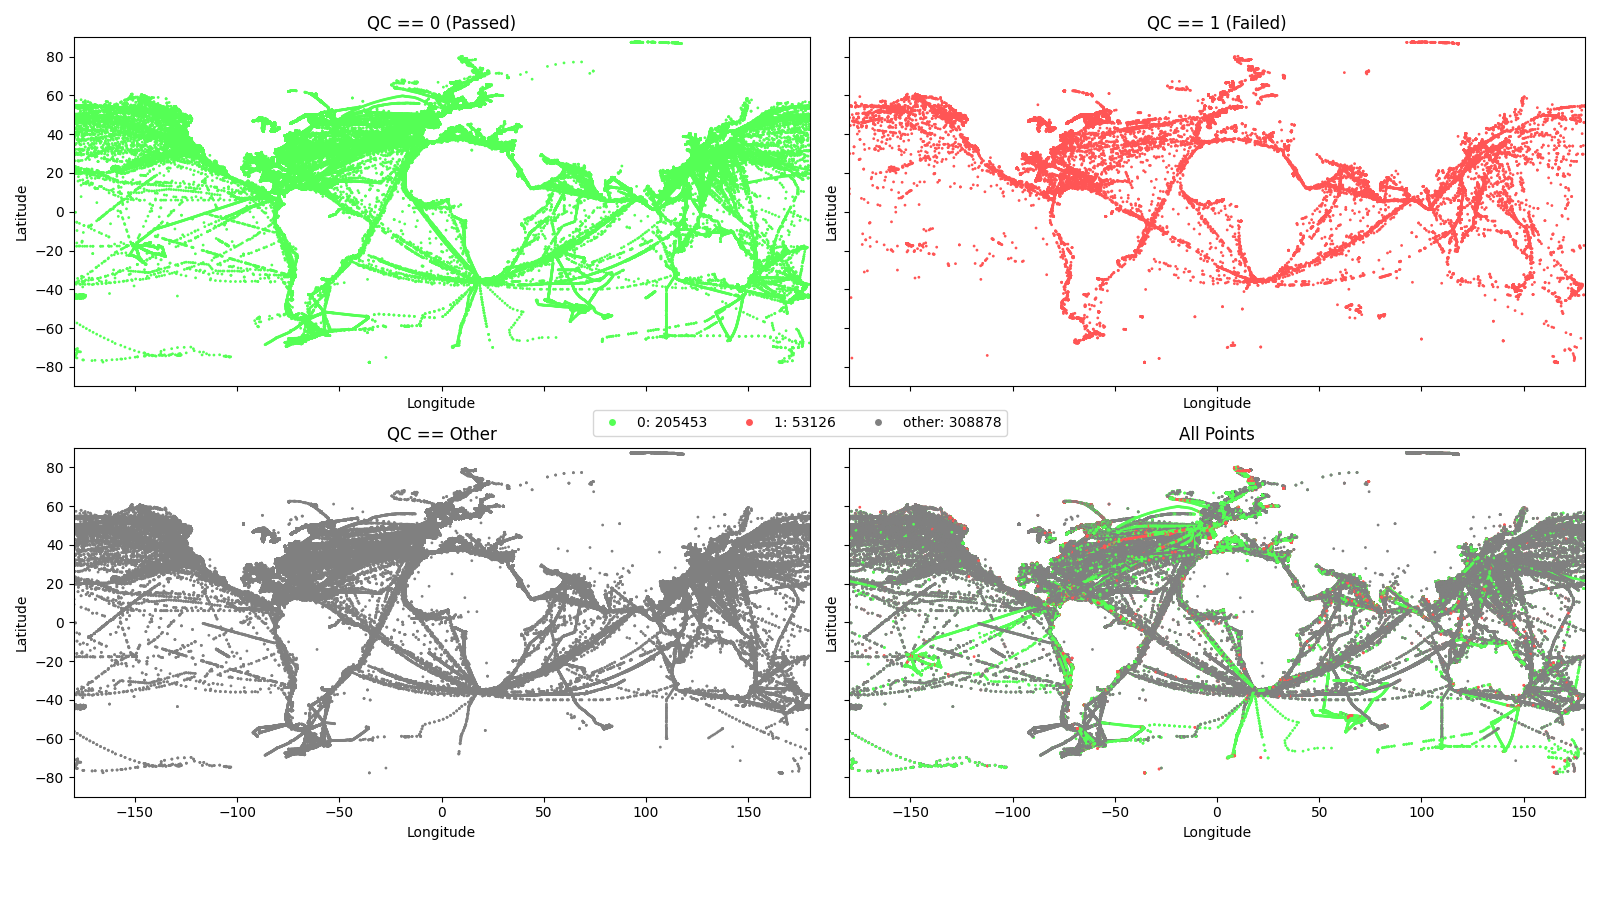 QC == 0 (Passed)
QC == 1 (Failed)
80
60
40
20
0
−20
−40
−60
−80
Latitude
Latitude
Longitude
Longitude
0: 205453 1: 53126 other: 308878
QC == Other
All Points
80
60
40
20
0
−20
−40
−60
−80
Latitude
Latitude
−150 −100 −50 0 50 100 150
−150 −100 −50 0 50 100 150
Longitude
Longitude